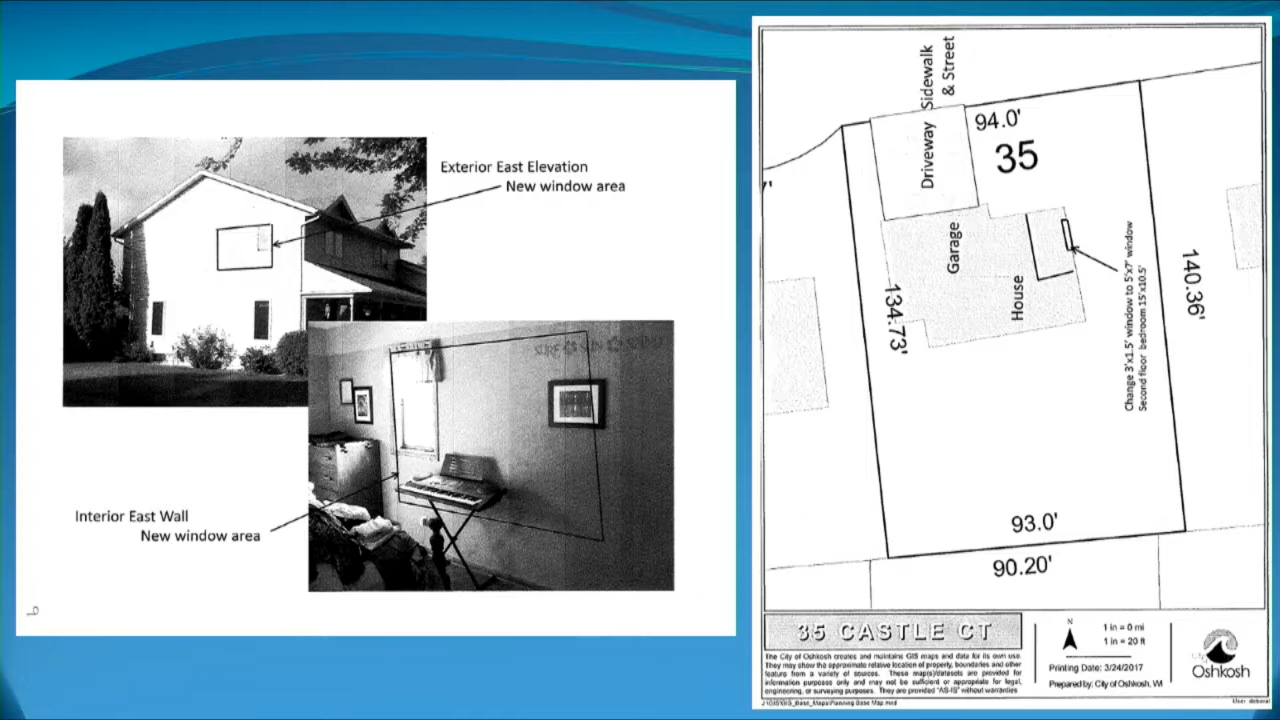 Exterior East Elevation
New window area
Interior East Wall
New window area
Sidewalk
& Street
Driveway
94.0'
35
Garage
House
134.73'
140.36'
Change 3'x1.5' window to 5'x7' window
Second floor bedroom 15'x10.5'
93.0'
90.20'
35 CASTLE CT
The City of Oshkosh creates and maintains GIS maps and data for its own use.
They may show the approximate relative location of property, boundaries and other
feature from a variety of sources. These map(s)/datasets are provided for
information purposes only and may not be sufficient or appropriate for legal,
engineering, or surveying purposes. They are provided "AS-IS" without warranties
N
1 in = 0 mi
1 in = 20 ft
Printing Date: 3/24/2017
Prepared by: City of Oshkosh, WI
Oshkosh
User: deboraf